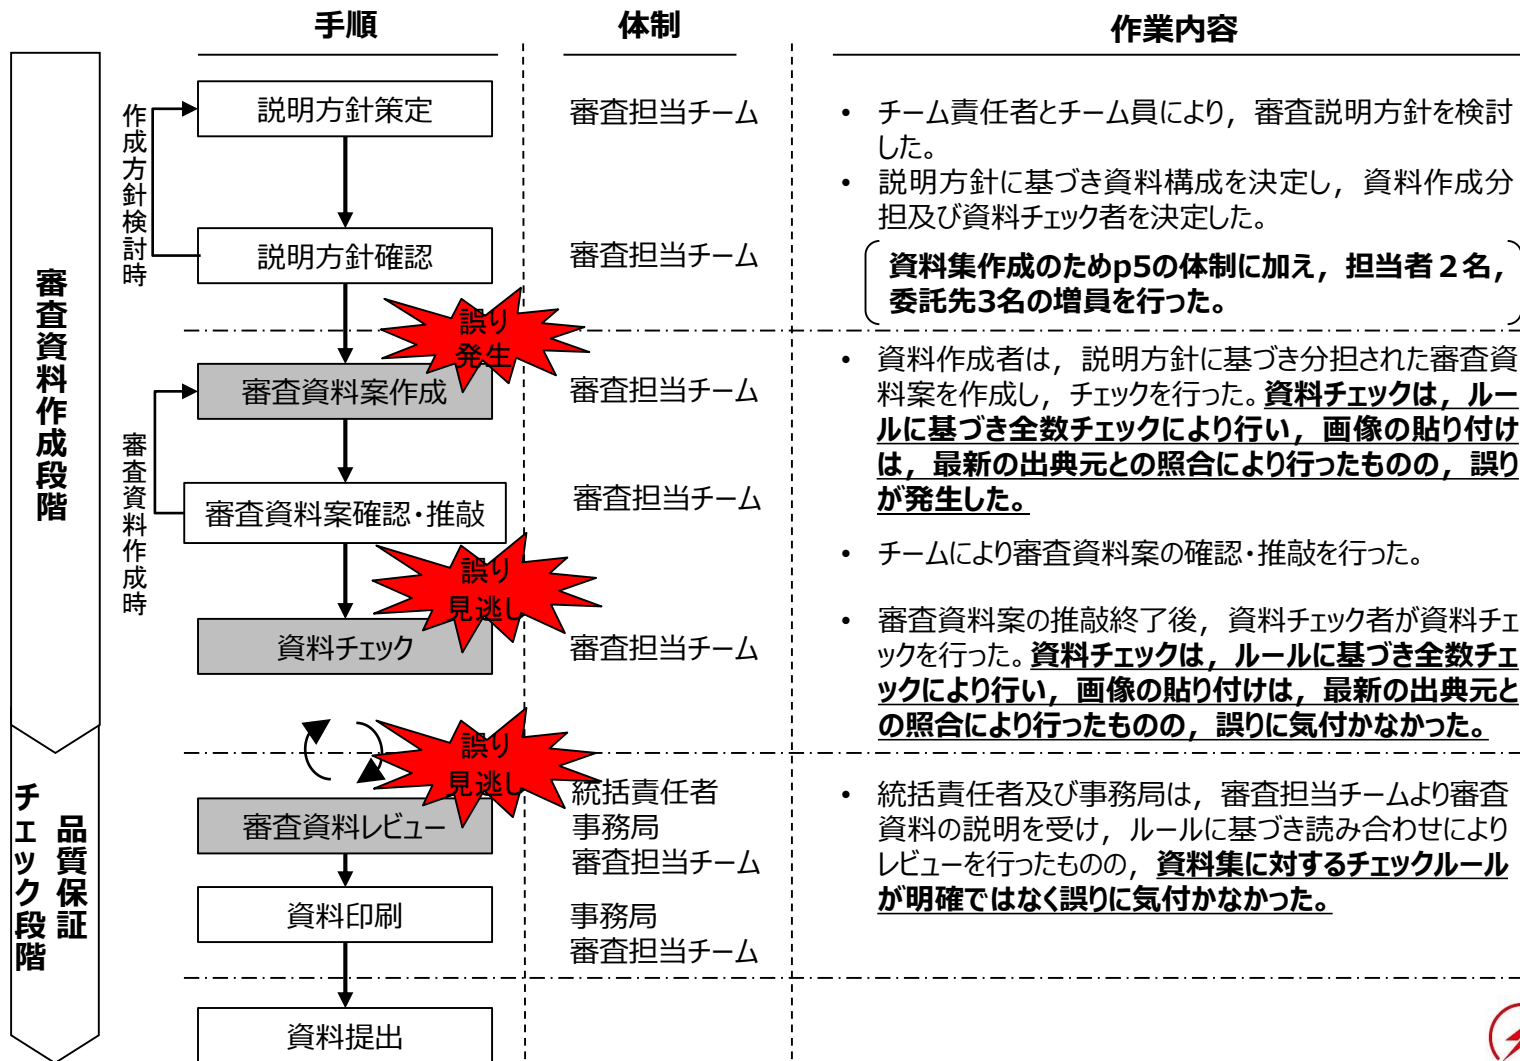 手順
体制
作業内容
審査資料作成段階
作成方針検討時
説明方針策定
審査担当チーム
• チーム責任者とチーム員により，審査説明方針を検討
した。
• 説明方針に基づき資料構成を決定し，資料作成分
担及び資料チェック者を決定した。
説明方針確認
審査担当チーム
資料集作成のためp5の体制に加え，担当者２名，
委託先3名の増員を行った。
誤り
発生
審査資料作成時
審査資料案作成
審査担当チーム
• 資料作成者は，説明方針に基づき分担された審査資
料案を作成し，チェックを行った。資料チェックは，ルー
ルに基づき全数チェックにより行い，画像の貼り付け
は，最新の出典元との照合により行ったものの，誤り
が発生した。
審査資料案確認・推敲
審査担当チーム
• チームにより審査資料案の確認・推敲を行った。
誤り
見逃し
資料チェック
審査担当チーム
• 審査資料案の推敲終了後，資料チェック者が資料チェ
ックを行った。資料チェックは，ルールに基づき全数チェ
ックにより行い，画像の貼り付けは，最新の出典元と
の照合により行ったものの，誤りに気付かなかった。
誤り
見逃し
品質保証
チェック段階
審査資料レビュー
統括責任者
事務局
審査担当チーム
• 統括責任者及び事務局は，審査担当チームより審査
資料の説明を受け，ルールに基づき読み合わせにより
レビューを行ったものの，資料集に対するチェックルール
が明確ではなく誤りに気付かなかった。
資料印刷
事務局
審査担当チーム
資料提出